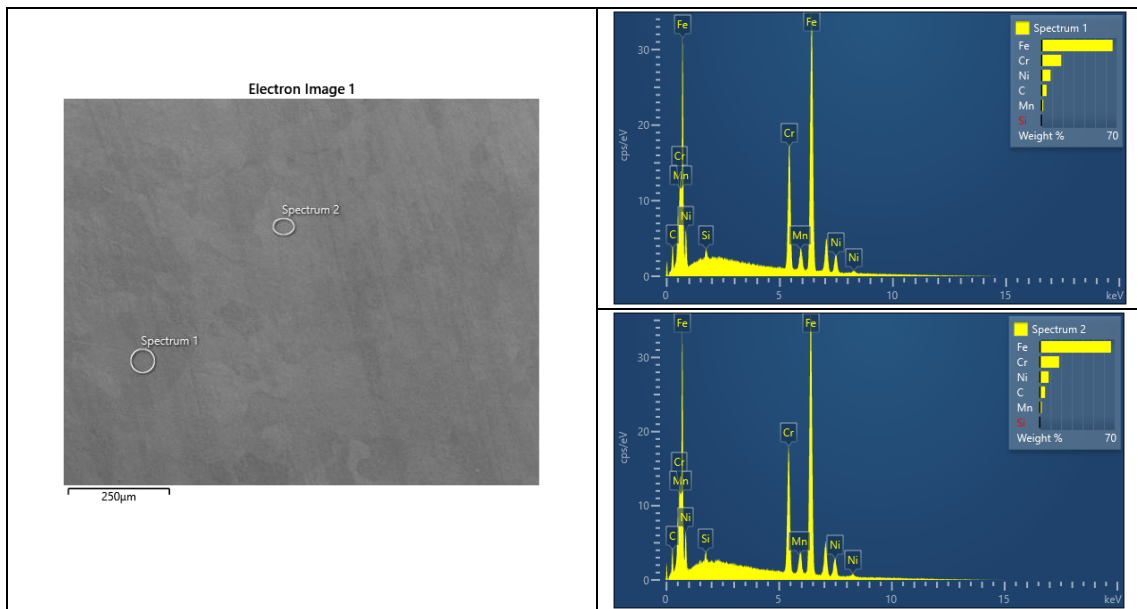 Electron Image 1
Spectrum 2
Spectrum 1
250µm
Spectrum 1
Fe
Cr
Ni
C
Mn
Si
Weight % 70
cps/eV
30
20
10
0
Fe
Cr
Mn
Ni
C
Si
Cr
Mn
Fe
Ni
Ni
0 5 10 15 keV
Spectrum 2
Fe
Cr
Ni
C
Mn
Si
Weight % 70
cps/eV
30
20
10
0
Fe
Cr
Mn
Ni
C
Si
Cr
Mn
Fe
Ni
Ni
0 5 10 15 keV